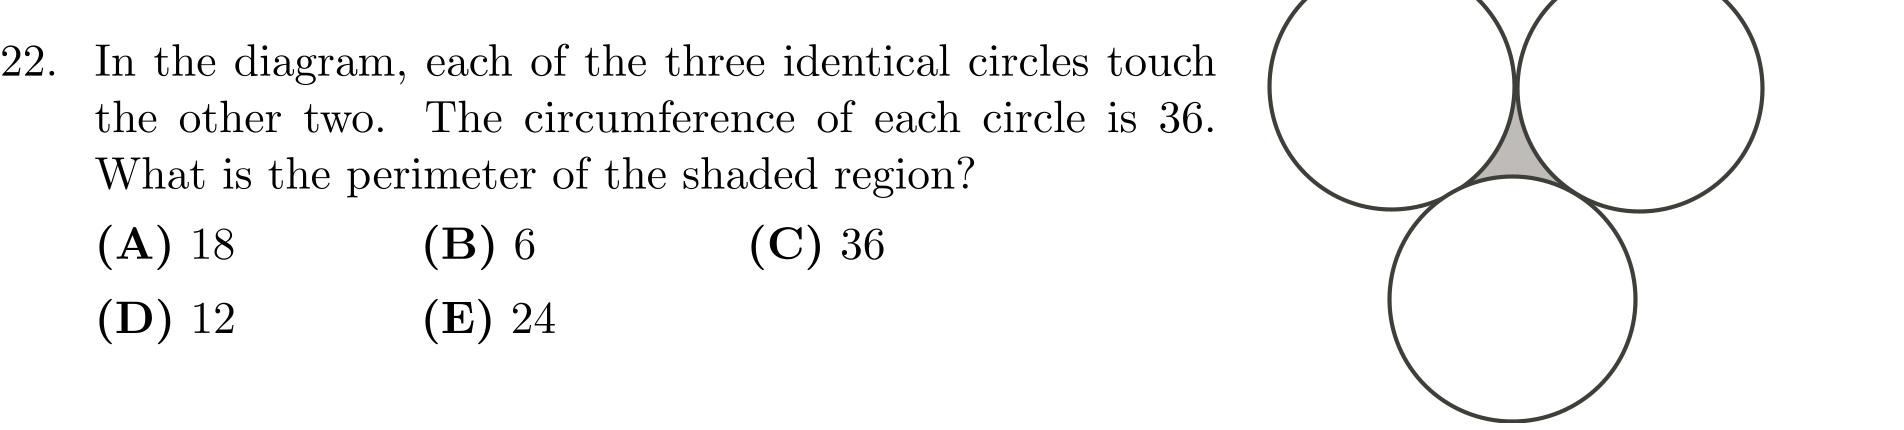 22. In the diagram, each of the three identical circles touch
the other two. The circumference of each circle is 36.
What is the perimeter of the shaded region?
(A) 18 (B) 6 (C) 36
(D) 12 (E) 24